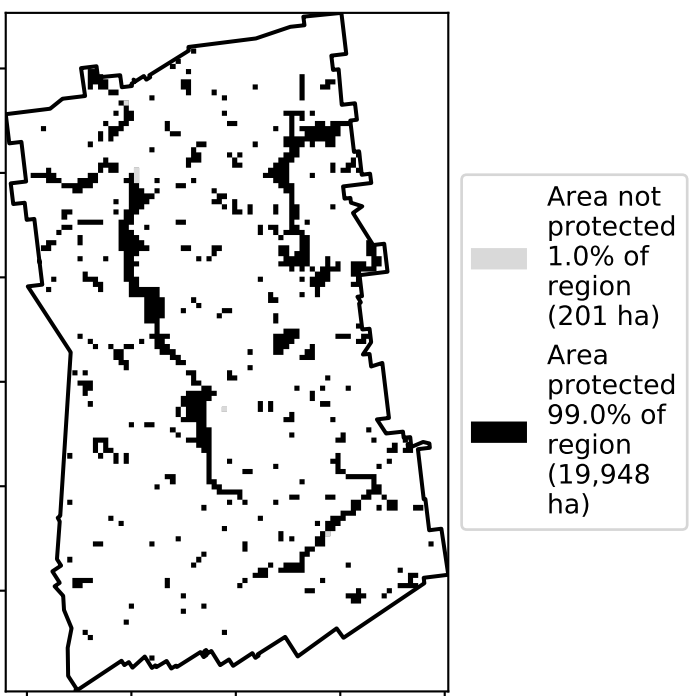 Area not
protected
1.0% of
region
(201 ha)
Area
protected
99.0% of
region
(19,948
ha)